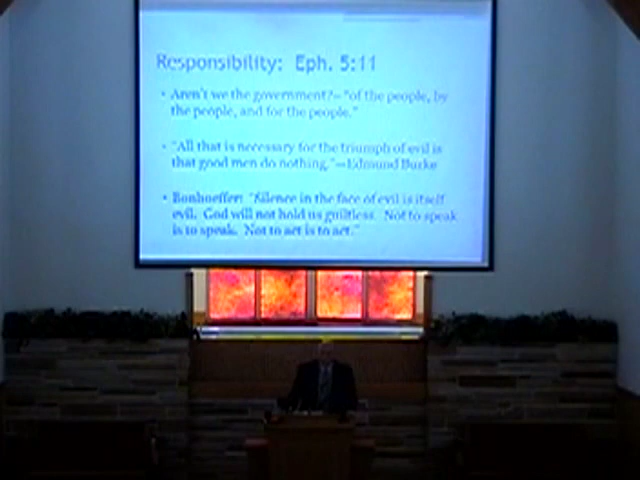 Responsibility: Eph. 5:11
• Aren't we the government?– "of the people, by
the people, and for the people."
• "All that is necessary for the triumph of evil is
that good men do nothing."—Edmund Burke
• Bonhoeffer: "Silence in the face of evil is itself
evil. God will not hold us guiltless. Not to speak
is to speak. Not to act is to act."